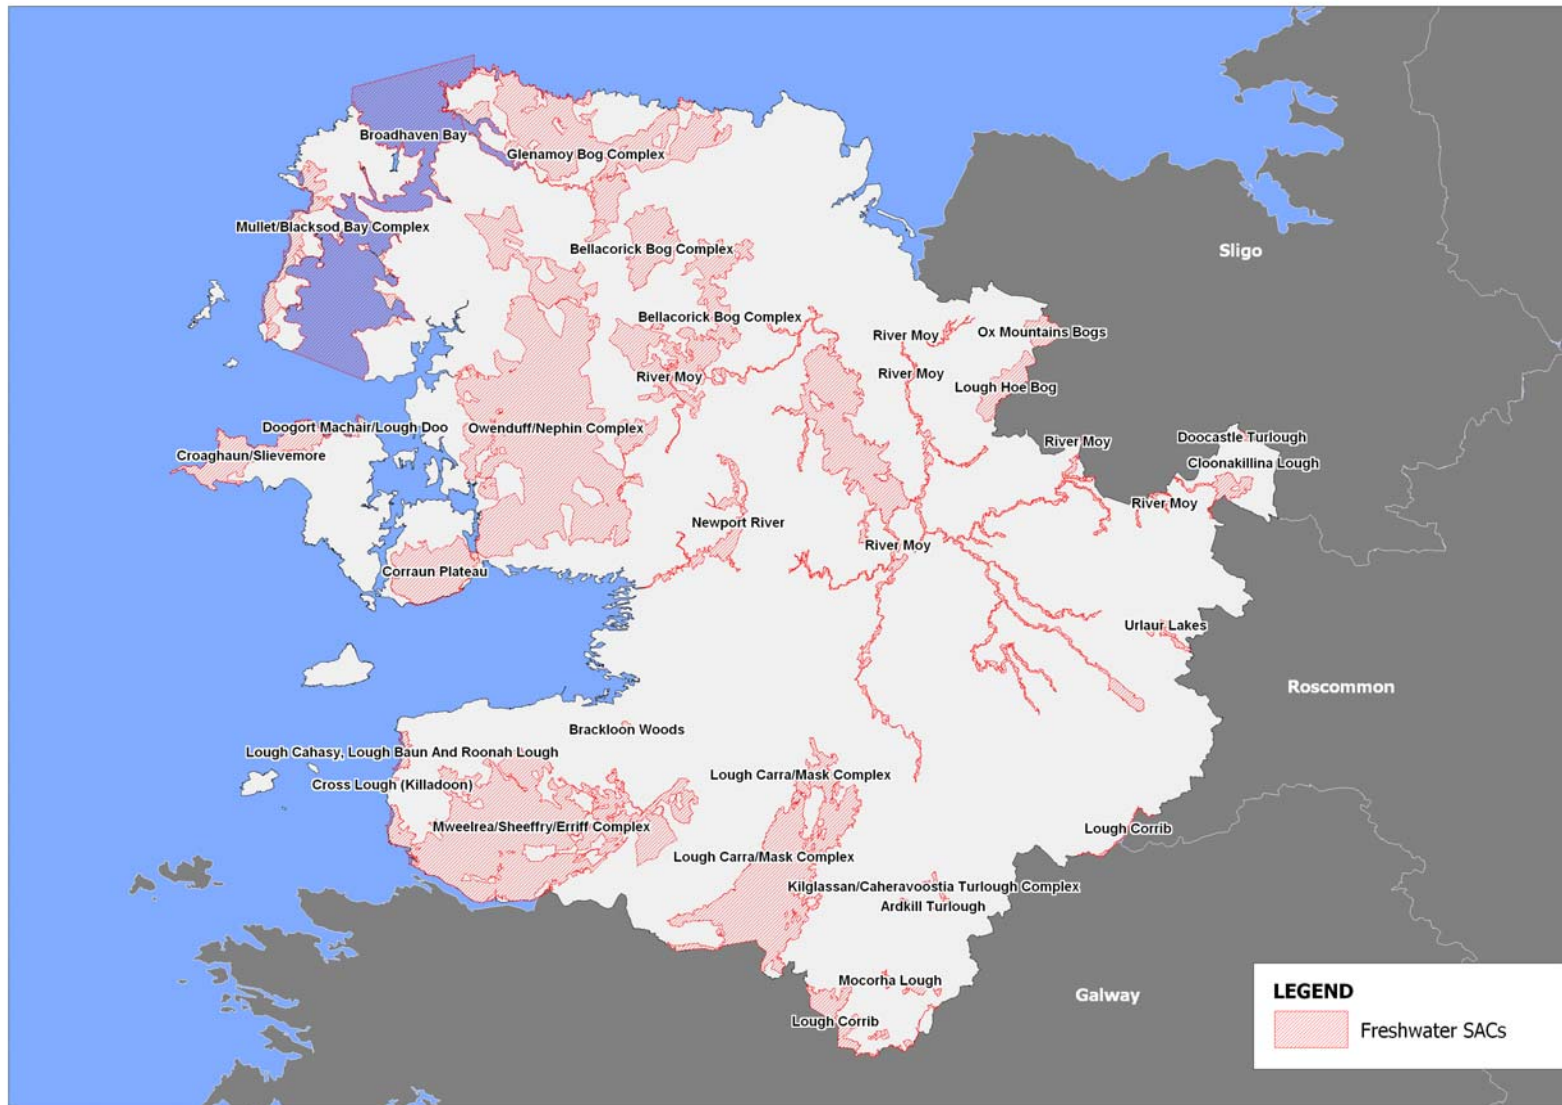 Broadhaven Bay
Glenamoy Bog Complex
Mullet/Blacksod Bay Complex
Bellacorick Bog Complex
Sligo
Bellacorick Bog Complex
River Moy
Ox Mountains Bogs
River Moy
River Moy
Lough Hoe Bog
Doogort Machair/Lough Doo
Owenduff/Nephin Complex
Croaghaun/Slievemore
River Moy
Doocastle Turlough
Cloonakillina Lough
River Moy
Newport River
River Moy
Corraun Plateau
Urlaur Lakes
Roscommon
Brackloon Woods
Lough Cahasy, Lough Baun And Roonah Lough
Lough Carra/Mask Complex
Cross Lough (Killadoon)
Mweelrea/Sheeffry/Erriff Complex
Lough Corrib
Lough Carra/Mask Complex
Kilglassan/Caheravoostia Turlough Complex
Ardkill Turlough
Mocorha Lough
Galway
Lough Corrib
LEGEND
Freshwater SACs